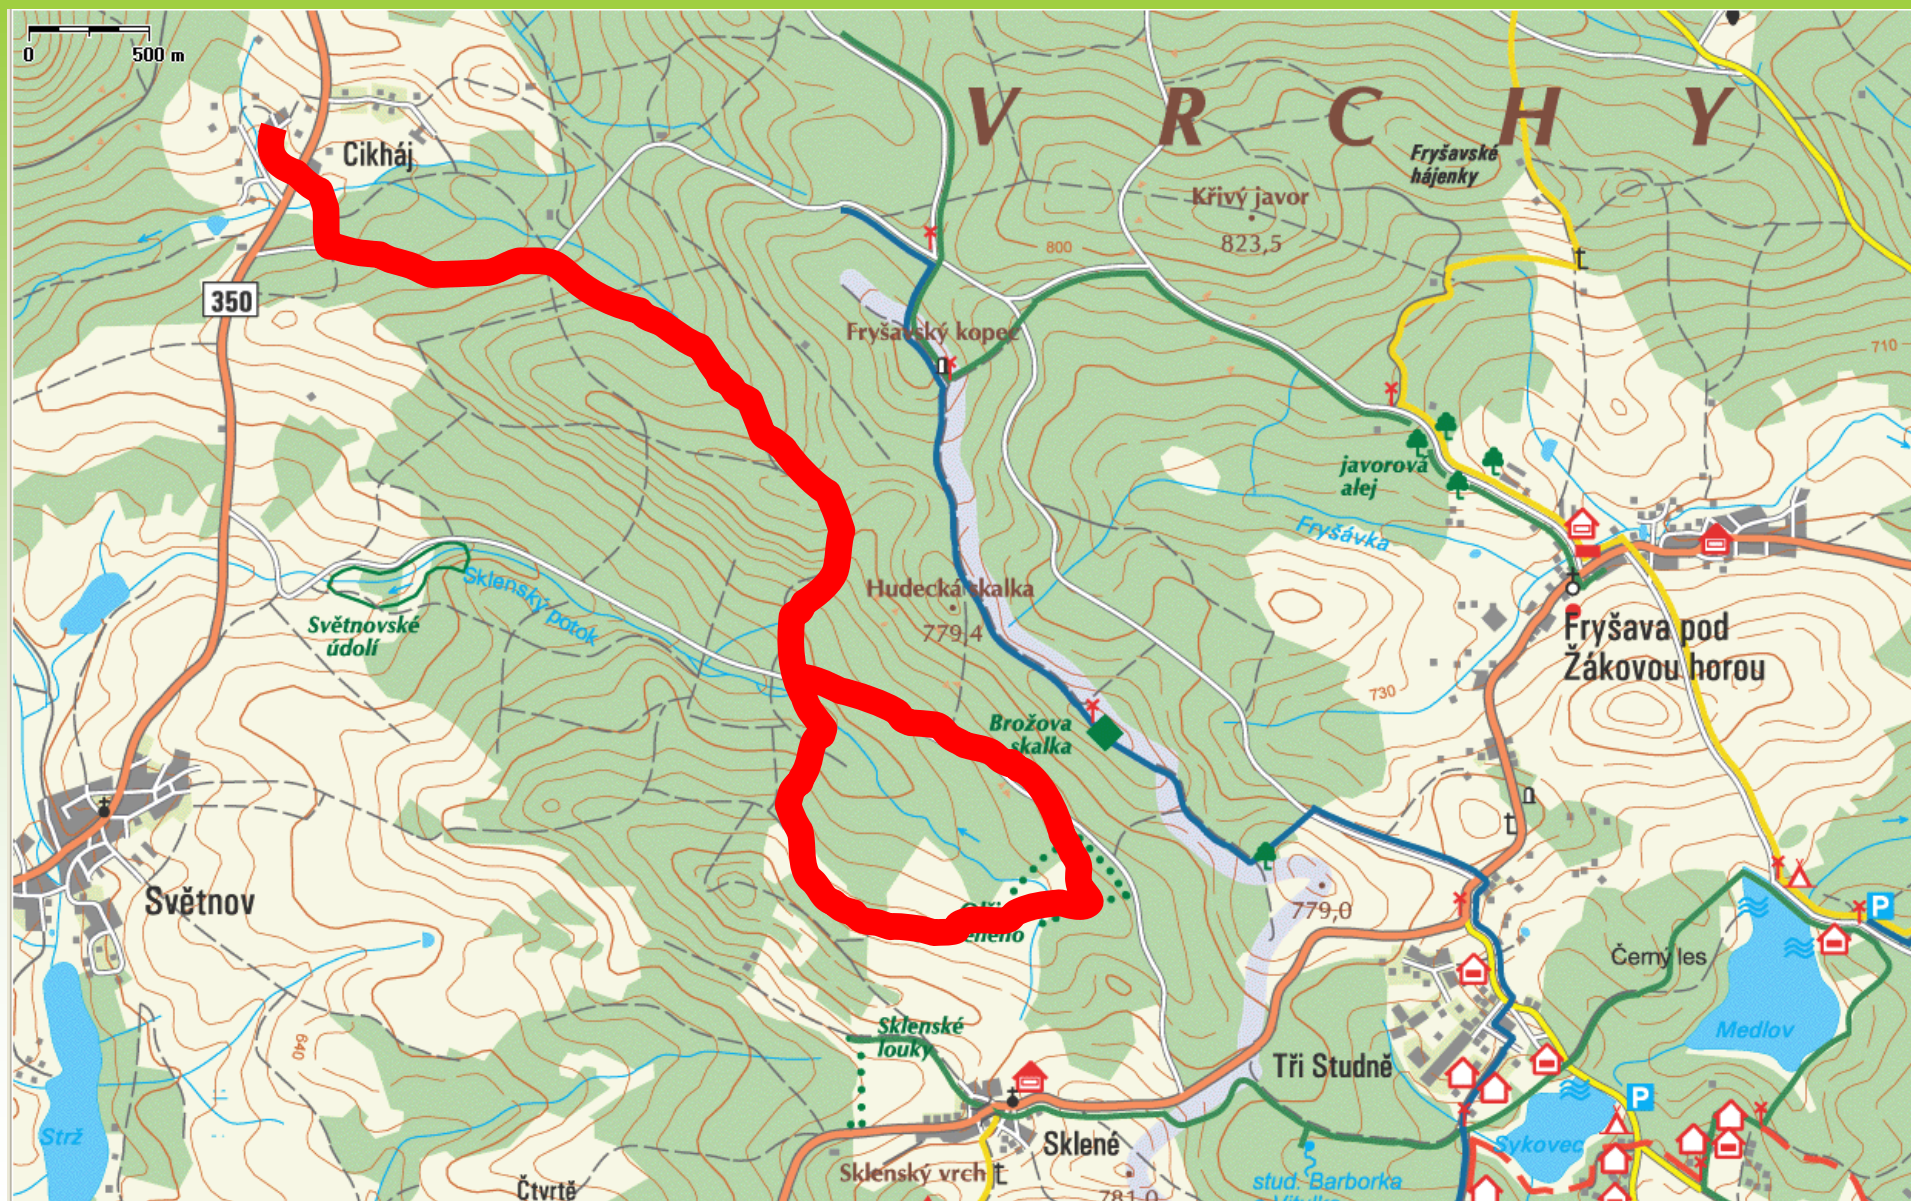 0 500 m
V R C H Y
Cikháj
Fryšavské
hájenky
Křivý javor
823,5
800
350
Fryšavský kopec
710
javorová
alej
Fryšávka
Sklenský potok
Hudecká skalka
779,4
Světnovské
údolí
Fryšava pod
Žákovou horou
730
Brožova
skalka
Světnov
779,0
P
Černý les
Medlov
640
Sklenské
louky
Tři Studně
P
Strž
Sklené
Sykovec
Sklenský vrch
stud. Barborka
Čtvrtě
781,0